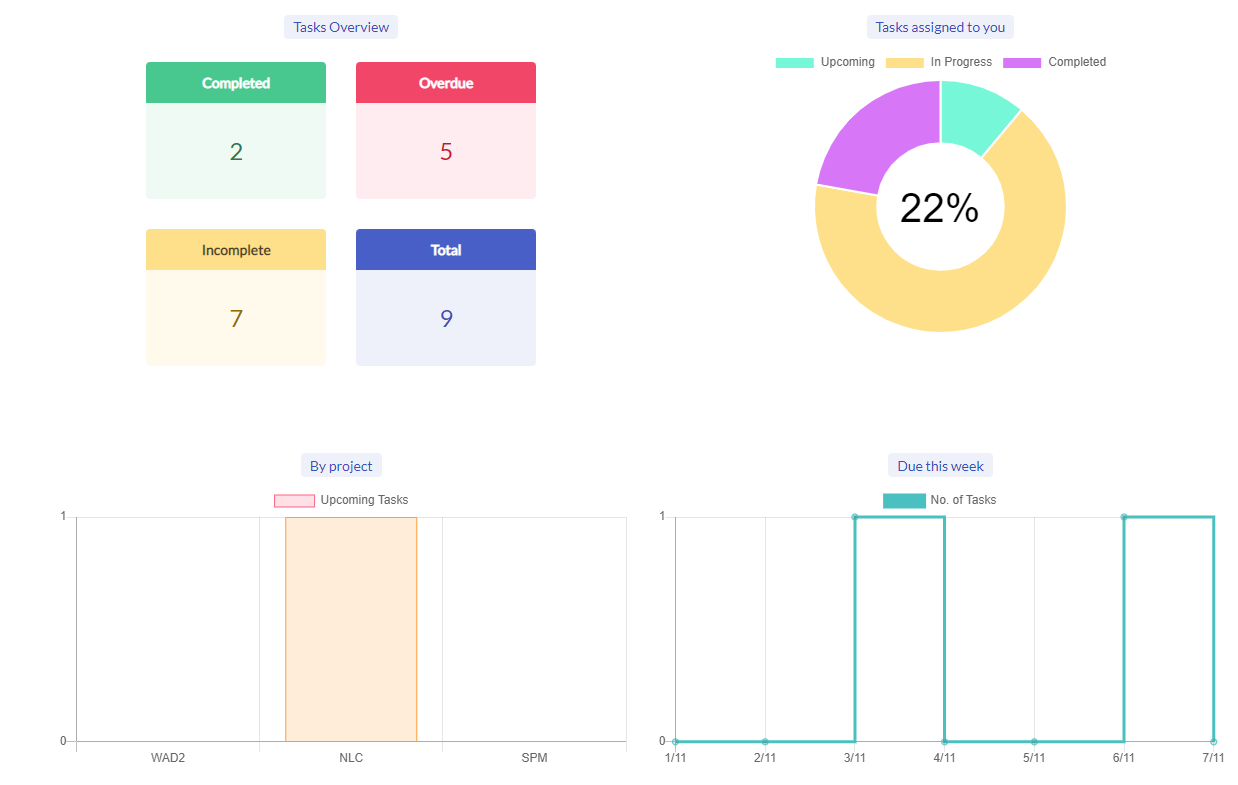 Tasks Overview
Completed
Overdue
2
5
Incomplete
Total
7
9
Tasks assigned to you
Upcoming In Progress Completed
22%
By project
Upcoming Tasks
1
0
WAD2 NLC SPM
Due this week
No. of Tasks
1
0
1/11 2/11 3/11 4/11 5/11 6/11 7/11